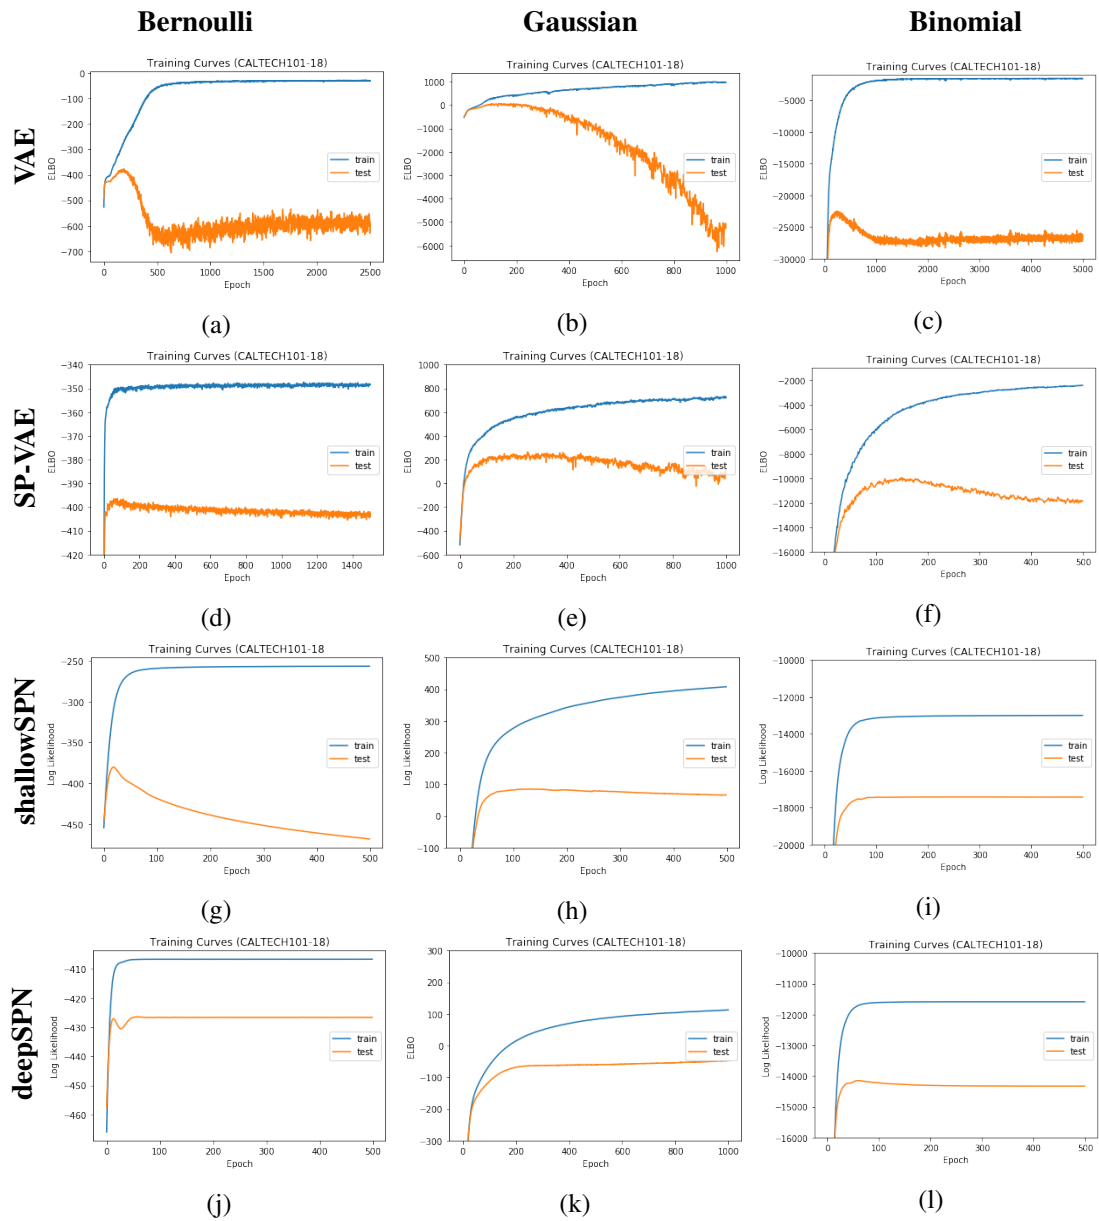 Bernoulli Gaussian Binomial
VAE
Training Curves (CALTECH101-18)
0
−100
−200
−300
−400
−500
−600
−700
ELBO
train
test
0 500 1000 1500 2000 2500
Epoch
(a)
Training Curves (CALTECH101-18)
1000
0
−1000
−2000
−3000
−4000
−5000
−6000
ELBO
train
test
0 200 400 600 800 1000
Epoch
(b)
Training Curves (CALTECH101-18)
−5000
−10000
−15000
−20000
−25000
−30000
ELBO
train
test
0 1000 2000 3000 4000 5000
Epoch
(c)
SP-VAE
Training Curves (CALTECH101-18)
−340
−350
−360
−370
−380
−390
−400
−410
−420
ELBO
train
test
0 200 400 600 800 1000 1200 1400
Epoch
(d)
Training Curves (CALTECH101-18)
1000
800
600
400
200
0
−200
−400
−600
ELBO
train
test
0 200 400 600 800 1000
Epoch
(e)
Training Curves (CALTECH101-18)
−2000
−4000
−6000
−8000
−10000
−12000
−14000
−16000
ELBO
train
test
0 100 200 300 400 500
Epoch
(f)
shallowSPN
Training Curves (CALTECH101-18
−250
−300
−350
−400
−450
Log Likelihood
train
test
0 100 200 300 400 500
Epoch
(g)
Training Curves (CALTECH101-18)
500
400
300
200
100
0
−100
Log Likelihood
train
test
0 100 200 300 400 500
Epoch
(h)
Training Curves (CALTECH101-18)
−10000
−12000
−14000
−16000
−18000
−20000
Log Likelihood
train
test
0 100 200 300 400 500
Epoch
(i)
deepSPN
Training Curves (CALTECH101-18)
−410
−420
−430
−440
−450
−460
Log Likelihood
train
test
0 100 200 300 400 500
Epoch
(j)
Training Curves (CALTECH101-18)
300
200
100
0
−100
−200
−300
ELBO
train
test
0 200 400 600 800 1000
Epoch
(k)
Training Curves (CALTECH101-18)
−10000
−11000
−12000
−13000
−14000
−15000
−16000
Log Likelihood
train
test
0 100 200 300 400 500
Epoch
(l)